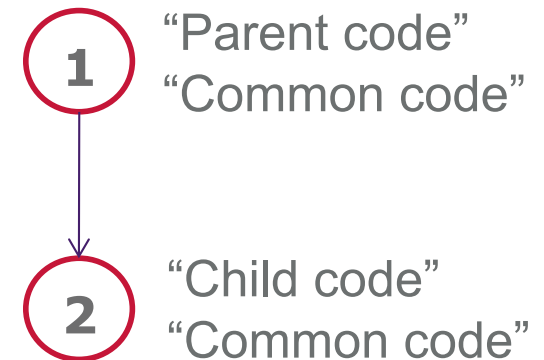 1
“Parent code”
“Common code”
2
“Child code”
“Common code”